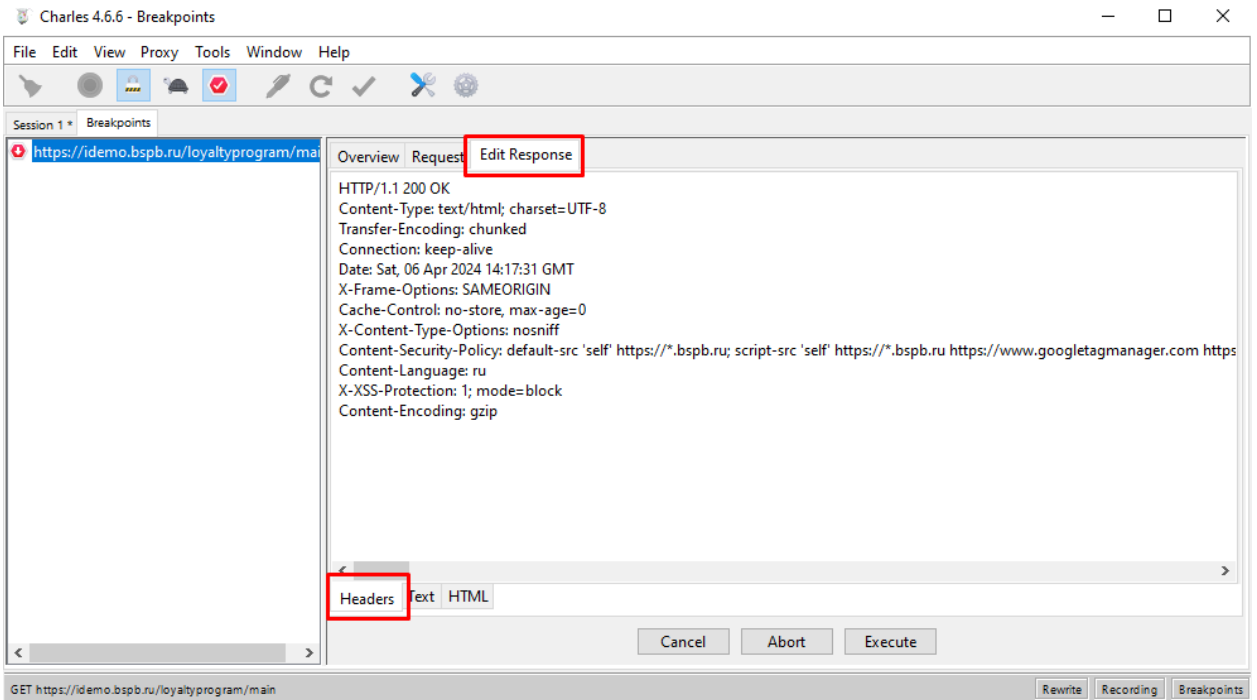 Charles 4.6.6 - Breakpoints
File Edit View Proxy Tools Window Help
Session 1 * Breakpoints
https://idemo.bspb.ru/loyaltyprogram/mai
Overview Request Edit Response
HTTP/1.1 200 OK
Content-Type: text/html; charset=UTF-8
Transfer-Encoding: chunked
Connection: keep-alive
Date: Sat, 06 Apr 2024 14:17:31 GMT
X-Frame-Options: SAMEORIGIN
Cache-Control: no-store, max-age=0
X-Content-Type-Options: nosniff
Content-Security-Policy: default-src 'self' https://*.bspb.ru; script-src 'self' https://*.bspb.ru https://www.googletagmanager.com https
Content-Language: ru
X-XSS-Protection: 1; mode=block
Content-Encoding: gzip
Headers Text HTML
Cancel Abort Execute
GET https://idemo.bspb.ru/loyaltyprogram/main Rewrite Recording Breakpoints